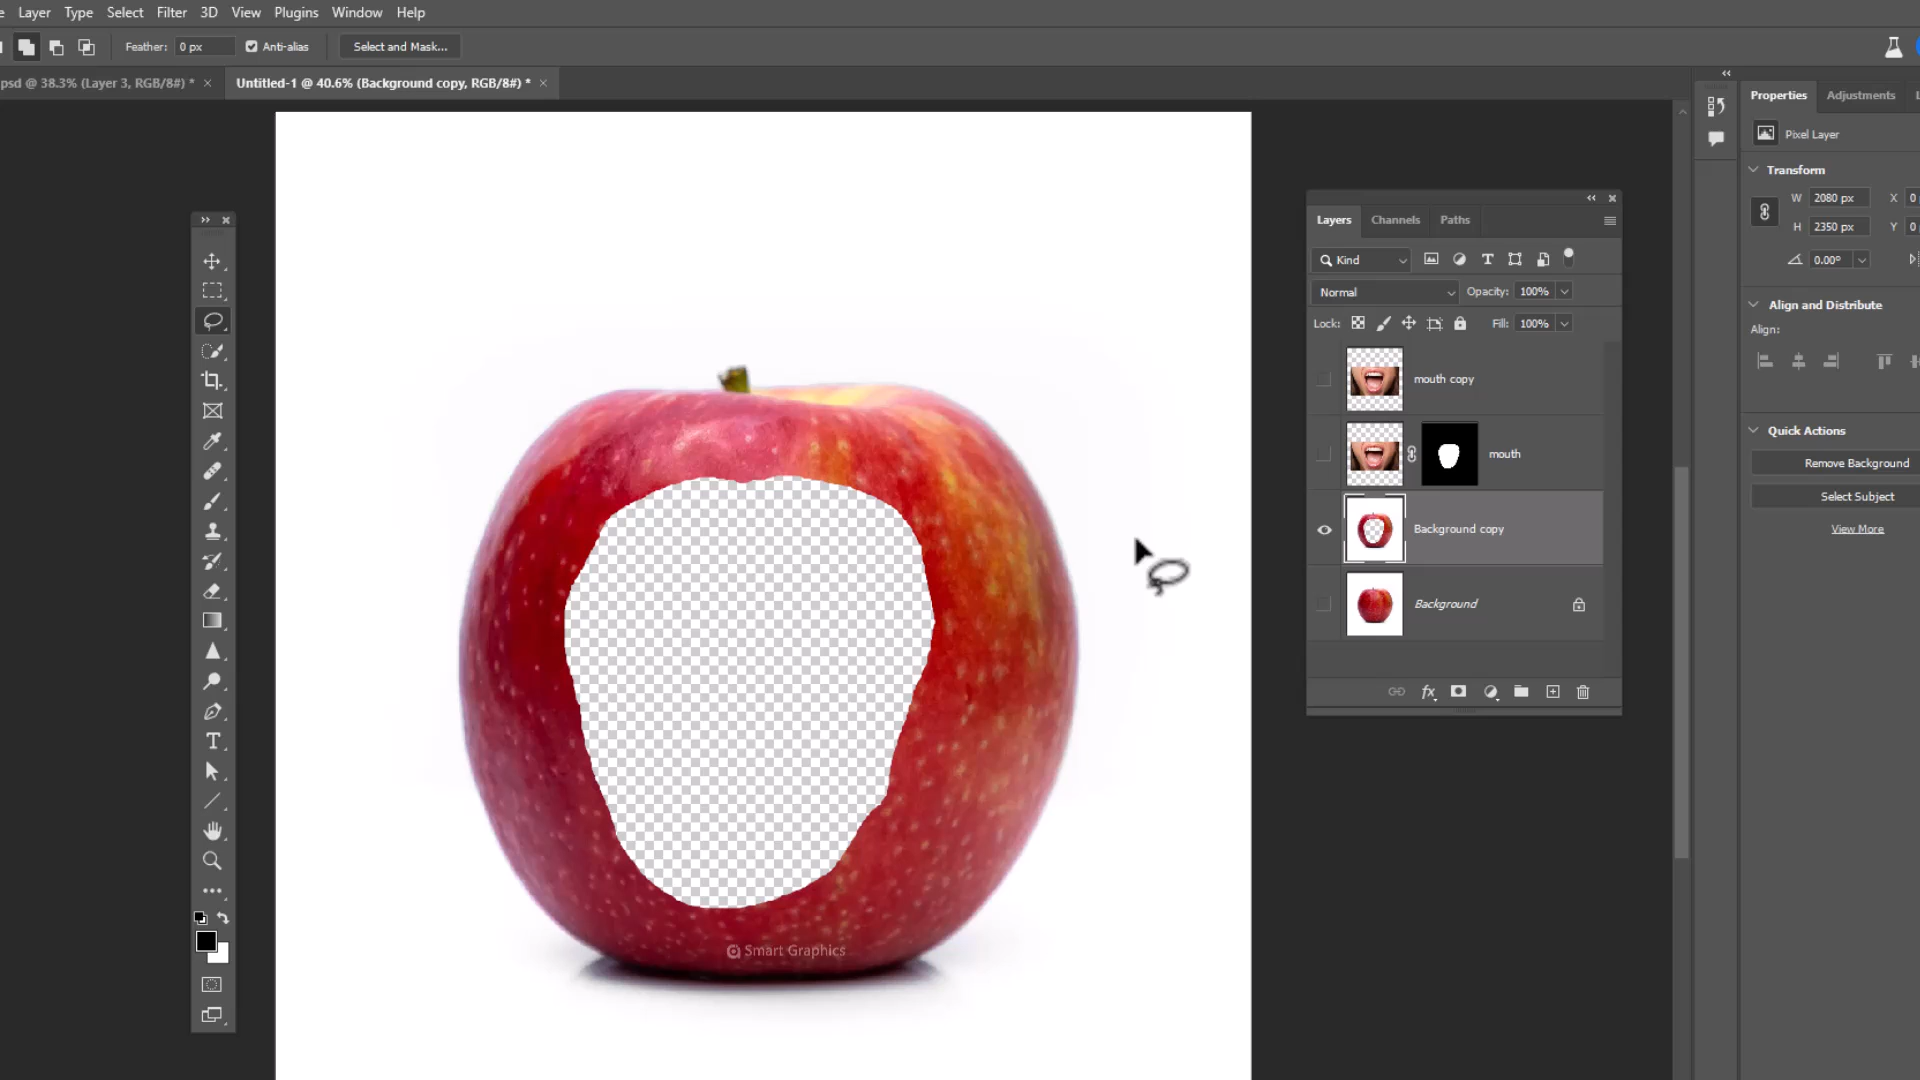 Layer Type Select Filter 3D View Plugins Window Help
Feather: 0 px Anti-alias Select and Mask...
psd @ 38.3% (Layer 3, RGB/8#) * × Untitled-1 @ 40.6% (Background copy, RGB/8#) * ×
Properties Adjustments
Pixel Layer
Transform
W 2080 px X 0
H 2350 px Y 0
0.00°
Align and Distribute
Align:
Quick Actions
Remove Background
Select Subject
View More
Layers Channels Paths
Kind
Normal Opacity: 100%
Lock: Fill: 100%
mouth copy
mouth
Background copy
Background
Smart Graphics